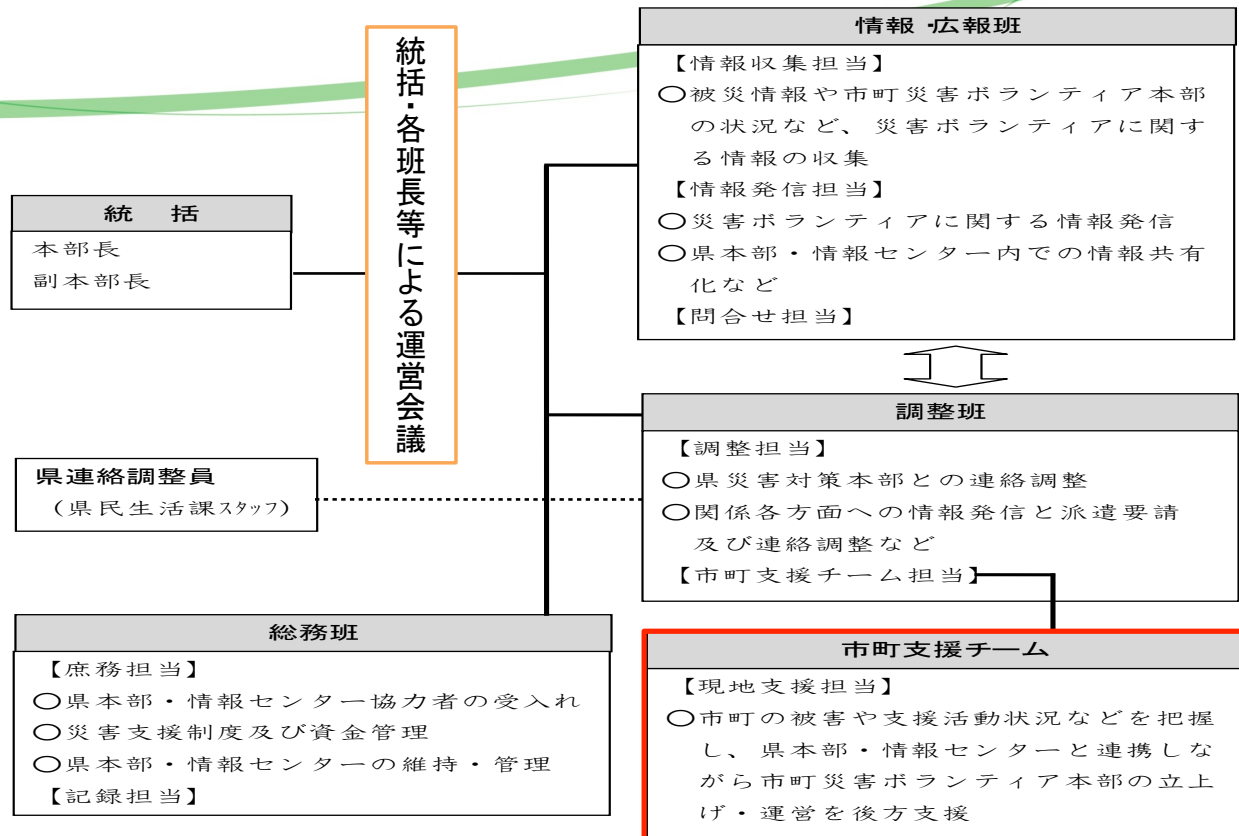 統括・各班長等による運営会議
統　括
本部長
副本部長
県連絡調整員
（県民生活課スタッフ）
情報・広報班
【情報収集担当】
○被災情報や市町災害ボランティア本部
の状況など、災害ボランティアに関す
る情報の収集
【情報発信担当】
○災害ボランティアに関する情報発信
○県本部・情報センター内での情報共有
化など
【問合せ担当】
調整班
【調整担当】
○県災害対策本部との連絡調整
○関係各方面への情報発信と派遣要請
及び連絡調整など
【市町支援チーム担当】
総務班
【庶務担当】
○県本部・情報センター協力者の受入れ
○災害支援制度及び資金管理
○県本部・情報センターの維持・管理
【記録担当】
市町支援チーム
【現地支援担当】
○市町の被害や支援活動状況などを把握
し、県本部・情報センターと連携しな
がら市町災害ボランティア本部の立上
げ・運営を後方支援